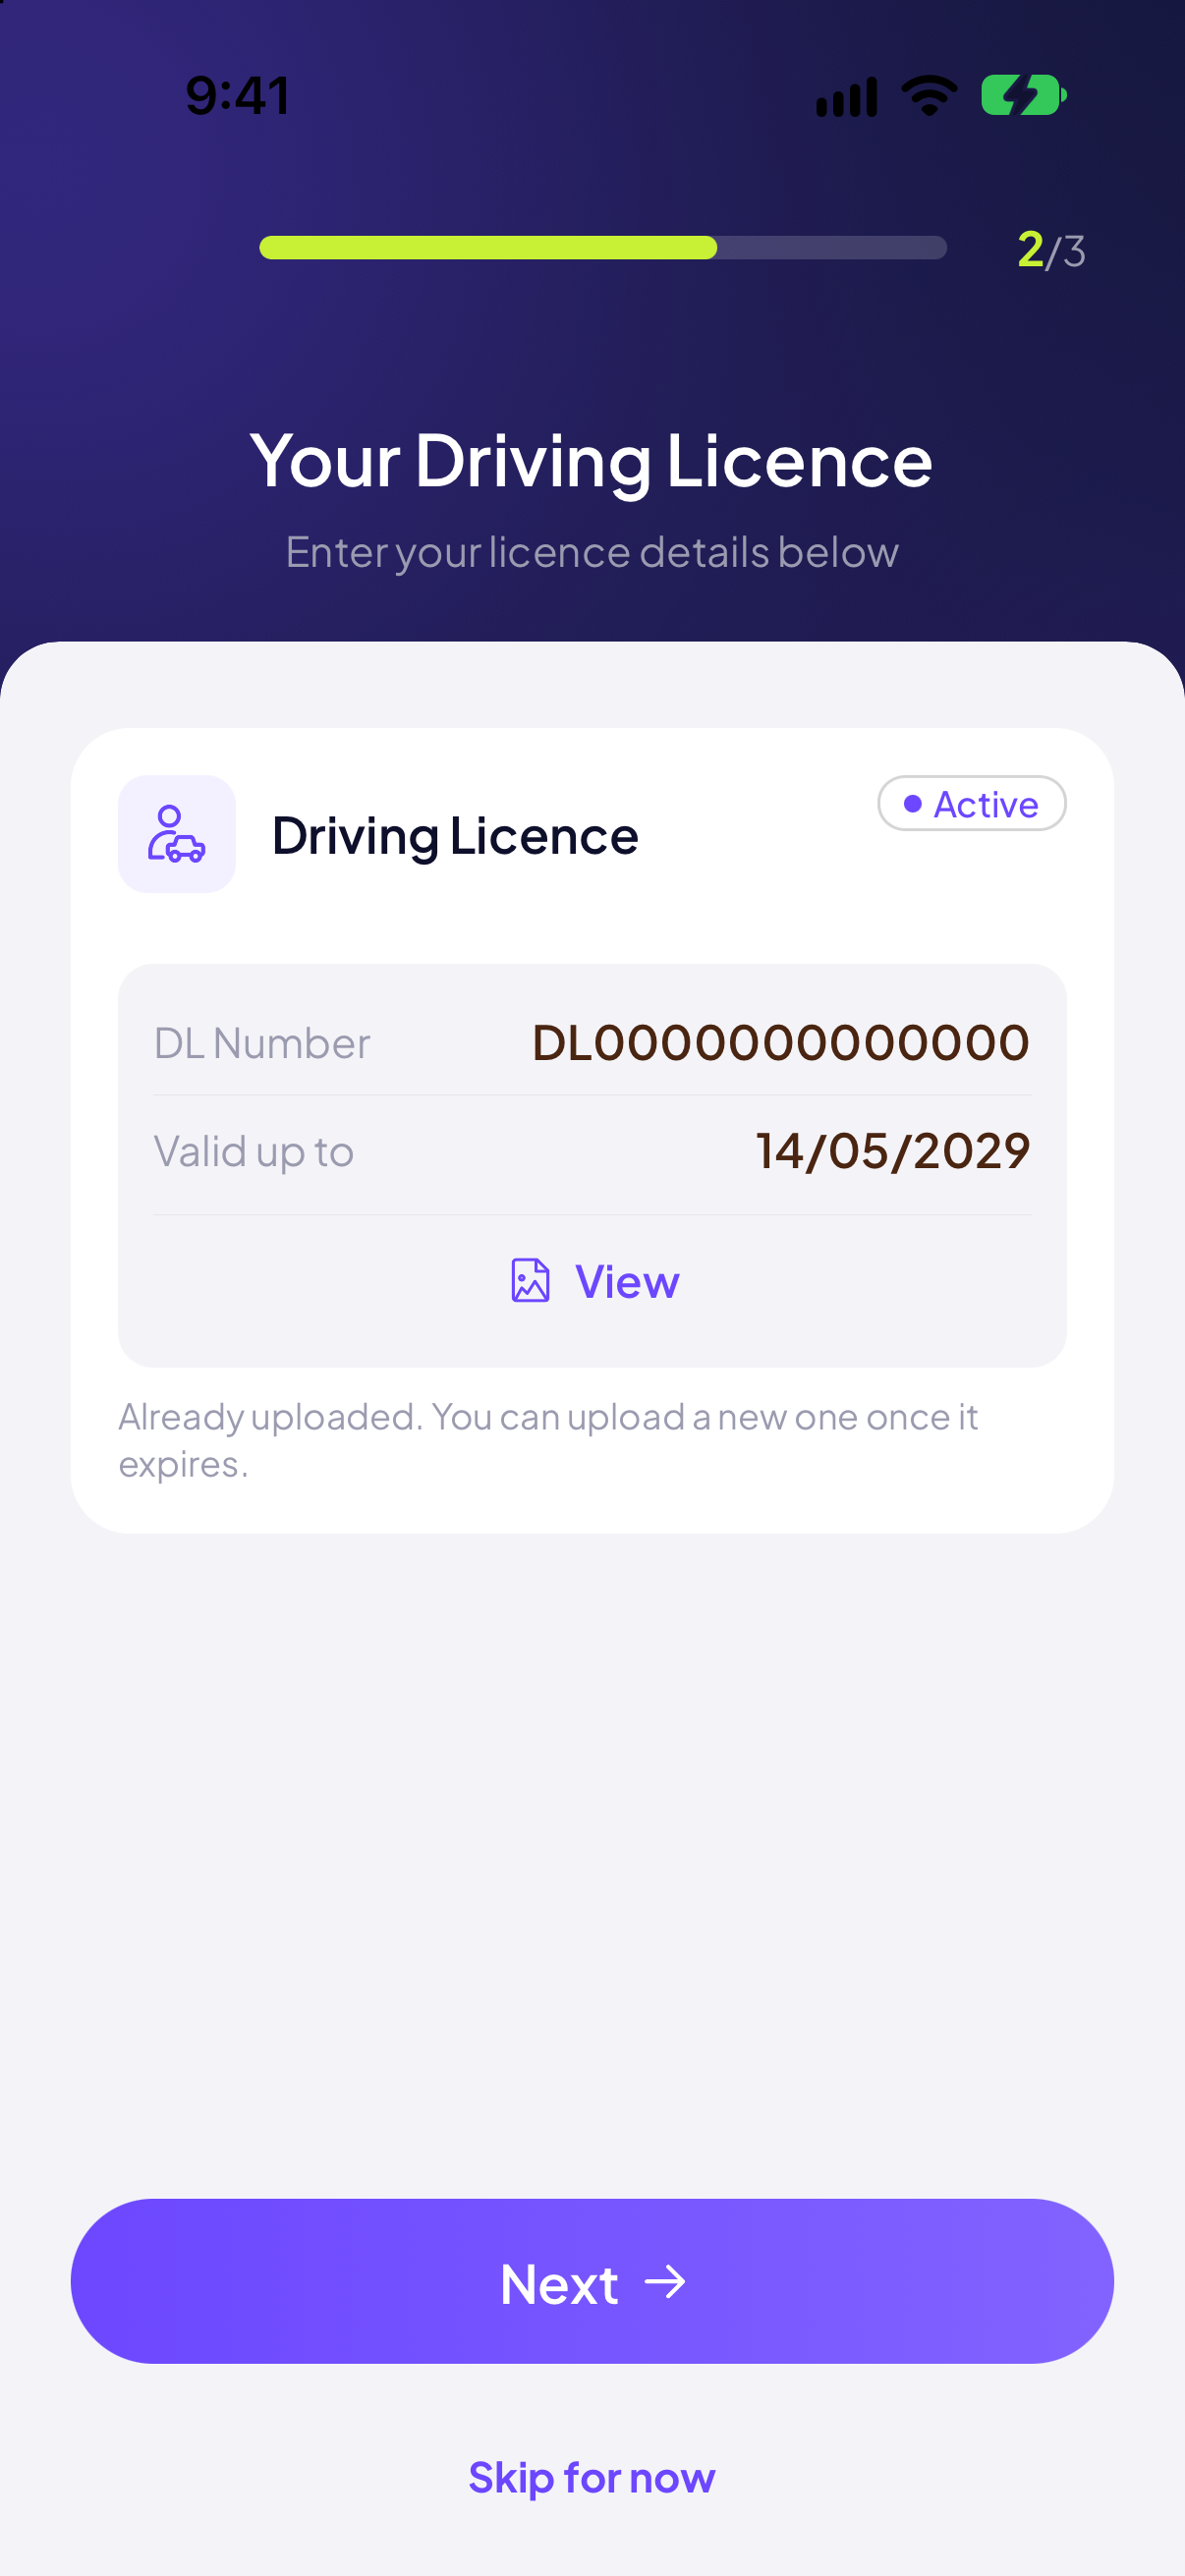 9:41
2/3
Your Driving Licence
Enter your licence details below
Driving Licence
Active
DL Number DL0000000000000
Valid up to 14/05/2029
View
Already uploaded. You can upload a new one once it
expires.
Next →
Skip for now